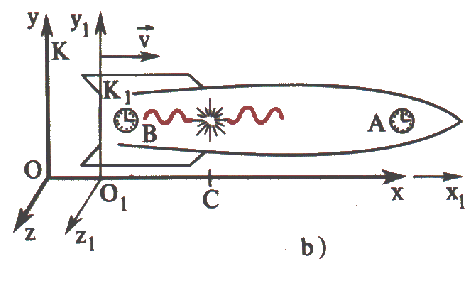 y y₁ v
K
K₁
B A
O O₁ C x x₁
z z₁
b)